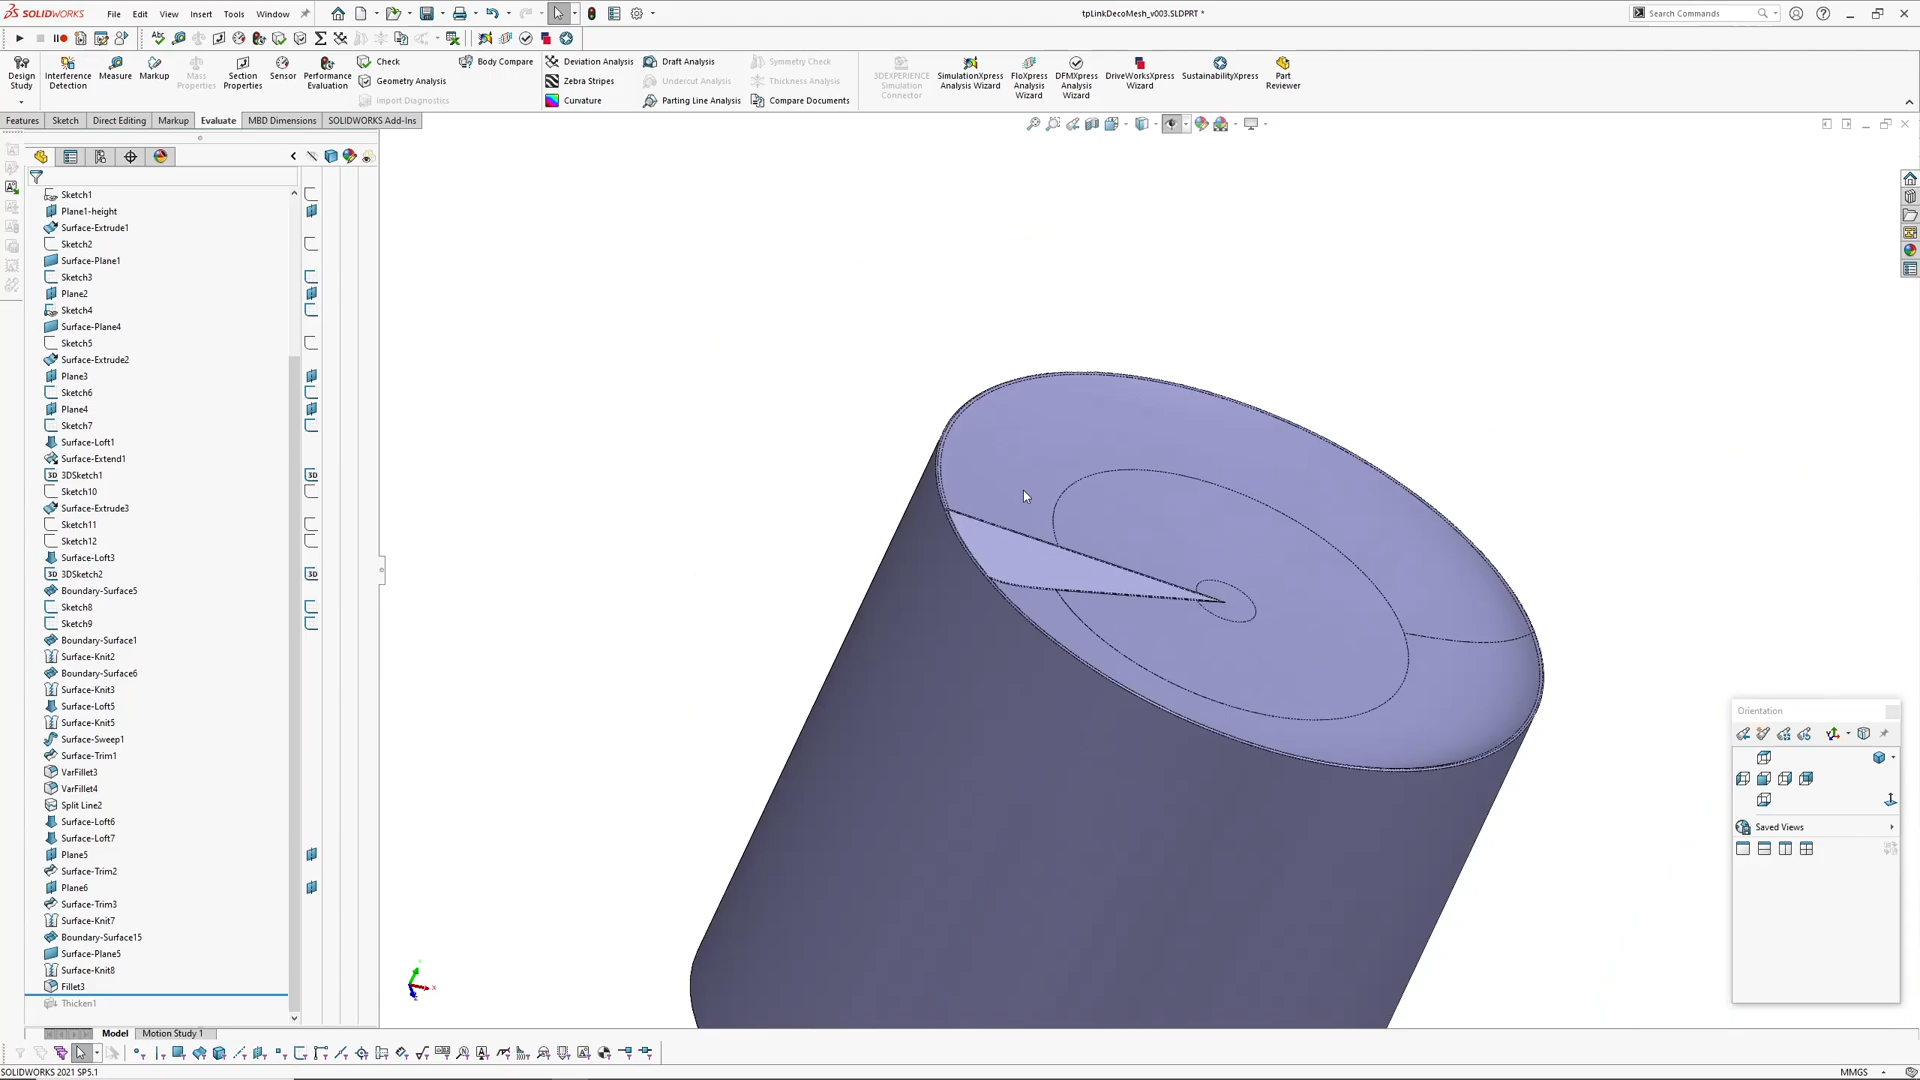 SOLIDWORKS File Edit View Insert Tools Window tpLinkDecoMesh_v003.SLDPRT * Search Commands
Design Study
Interference Detection
Measure
Markup
Mass Properties
Section Properties
Sensor
Performance Evaluation
Check
Geometry Analysis
Import Diagnostics
Body Compare
Deviation Analysis
Zebra Stripes
Curvature
Draft Analysis
Undercut Analysis
Parting Line Analysis
Symmetry Check
Thickness Analysis
Compare Documents
3DEXPERIENCE Simulation Connector
SimulationXpress Analysis Wizard
FloXpress Analysis Wizard
DFMXpress Analysis Wizard
DriveWorksXpress Wizard
SustainabilityXpress
Part Reviewer
Features Sketch Direct Editing Markup Evaluate MBD Dimensions SOLIDWORKS Add-Ins
Sketch1
Plane1-height
Surface-Extrude1
Sketch2
Surface-Plane1
Sketch3
Plane2
Sketch4
Surface-Plane4
Sketch5
Surface-Extrude2
Plane3
Sketch6
Plane4
Sketch7
Surface-Loft1
Surface-Extend1
3D 3DSketch1 3D
Sketch10
Surface-Extrude3
Sketch11
Sketch12
Surface-Loft3
3D 3DSketch2 3D
Boundary-Surface5
Sketch8
Sketch9
Boundary-Surface1
Surface-Knit2
Boundary-Surface6
Surface-Knit3
Surface-Loft5
Surface-Knit5
Surface-Sweep1
Surface-Trim1
VarFillet3
VarFillet4
Split Line2
Surface-Loft6
Surface-Loft7
Plane5
Surface-Trim2
Plane6
Surface-Trim3
Surface-Knit7
Boundary-Surface15
Surface-Plane5
Surface-Knit8
Fillet3
Thicken1
Orientation
Saved Views
Model Motion Study 1
SOLIDWORKS 2021 SP5.1 MMGS